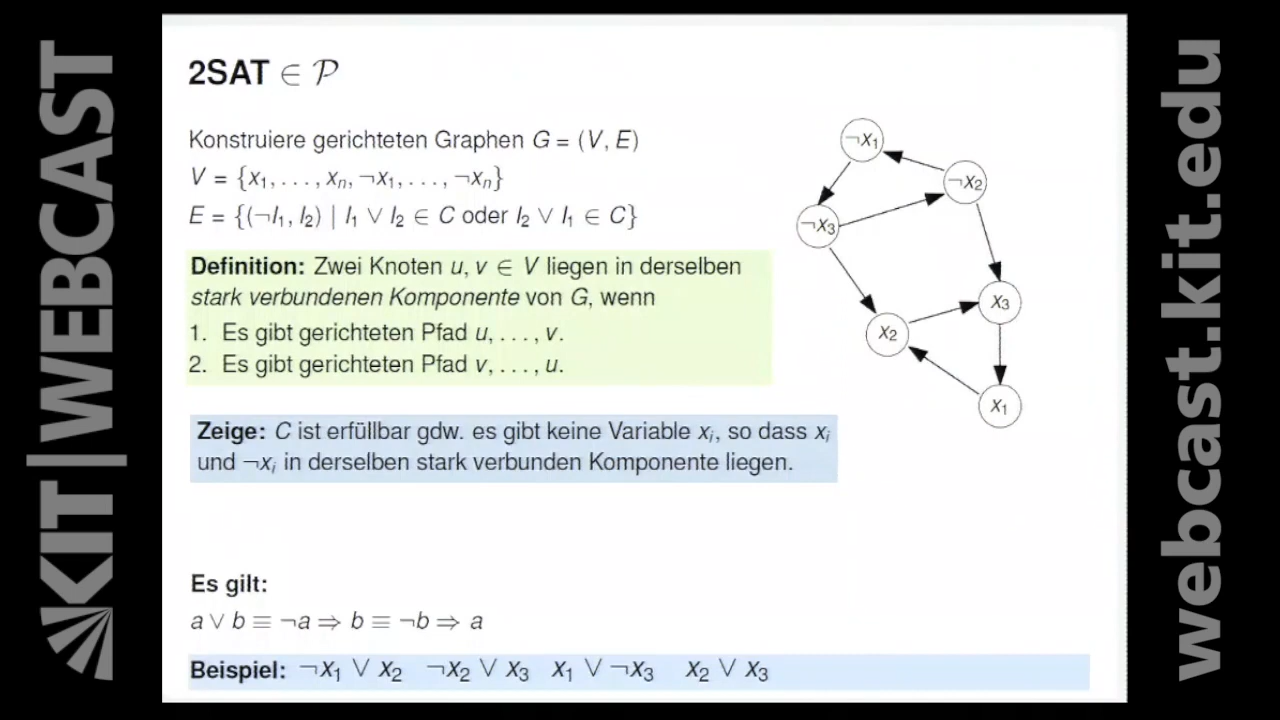 KIT | WEBCAST
2SAT ∈ P
Konstruiere gerichteten Graphen G = (V, E)
V = {x₁, . . . , xₙ, ¬x₁, . . . , ¬xₙ}
E = {(¬l₁, l₂) | l₁ ∨ l₂ ∈ C oder l₂ ∨ l₁ ∈ C}
Definition: Zwei Knoten u, v ∈ V liegen in derselben
stark verbundenen Komponente von G, wenn
1. Es gibt gerichteten Pfad u, . . . , v.
2. Es gibt gerichteten Pfad v, . . . , u.
Zeige: C ist erfüllbar gdw. es gibt keine Variable xᵢ, so dass xᵢ
und ¬xᵢ in derselben stark verbunden Komponente liegen.
Es gilt:
a ∨ b ≡ ¬a ⇒ b ≡ ¬b ⇒ a
Beispiel: ¬x₁ ∨ x₂ ¬x₂ ∨ x₃ x₁ ∨ ¬x₃ x₂ ∨ x₃
¬x₁
¬x₂
¬x₃
x₃
x₂
x₁
webcast.kit.edu